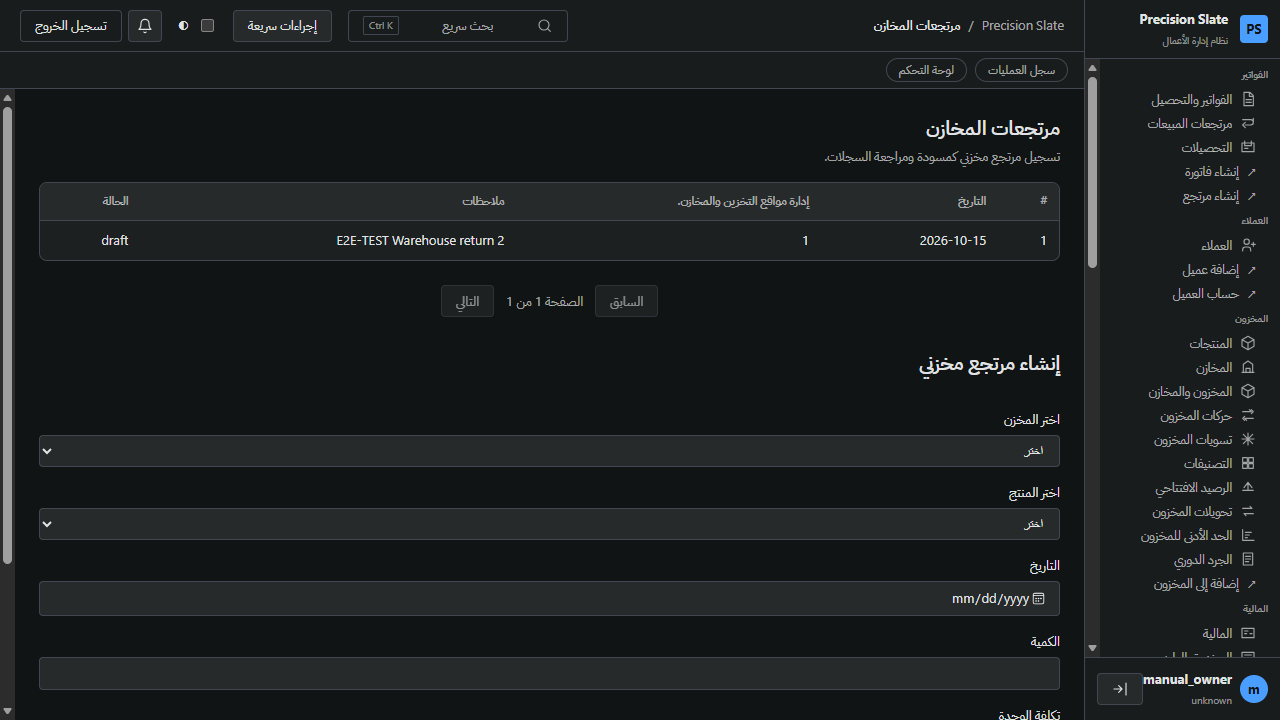 Precision Slate
نظام إدارة الأعمال
PS
Precision Slate / مرتجعات المخازن
بحث سريع
Ctrl K
إجراءات سريعة
تسجيل الخروج
سجل العمليات
لوحة التحكم
الفواتير
الفواتير والتحصيل
مرتجعات المبيعات
التحصيلات
إنشاء فاتورة
إنشاء مرتجع
العملاء
العملاء
إضافة عميل
حساب العميل
المخزون
المنتجات
المخازن
المخزون والمخازن
حركات المخزون
تسويات المخزون
التصنيفات
الرصيد الافتتاحي
تحويلات المخزون
الحد الأدنى للمخزون
الجرد الدوري
إضافة إلى المخزون
المالية
المالية
manual_owner
unknown
m
مرتجعات المخازن
تسجيل مرتجع مخزني كمسودة ومراجعة السجلات.
# التاريخ إدارة مواقع التخزين والمخازن. ملاحظات الحالة
1 2026-10-15 1 E2E-TEST Warehouse return 2 draft
السابق الصفحة 1 من 1 التالي
إنشاء مرتجع مخزني
اختر المخزن
اختر
اختر المنتج
اختر
التاريخ
mm/dd/yyyy
الكمية
تكلفة الوحدة